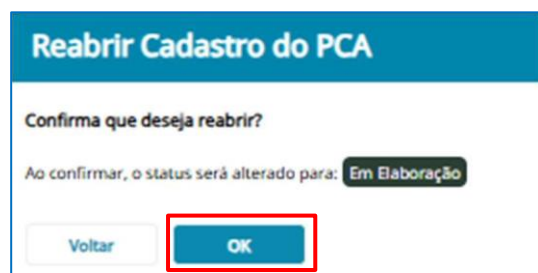 Reabrir Cadastro do PCA
Confirma que deseja reabrir?
Ao confirmar, o status será alterado para: Em Elaboração
Voltar OK